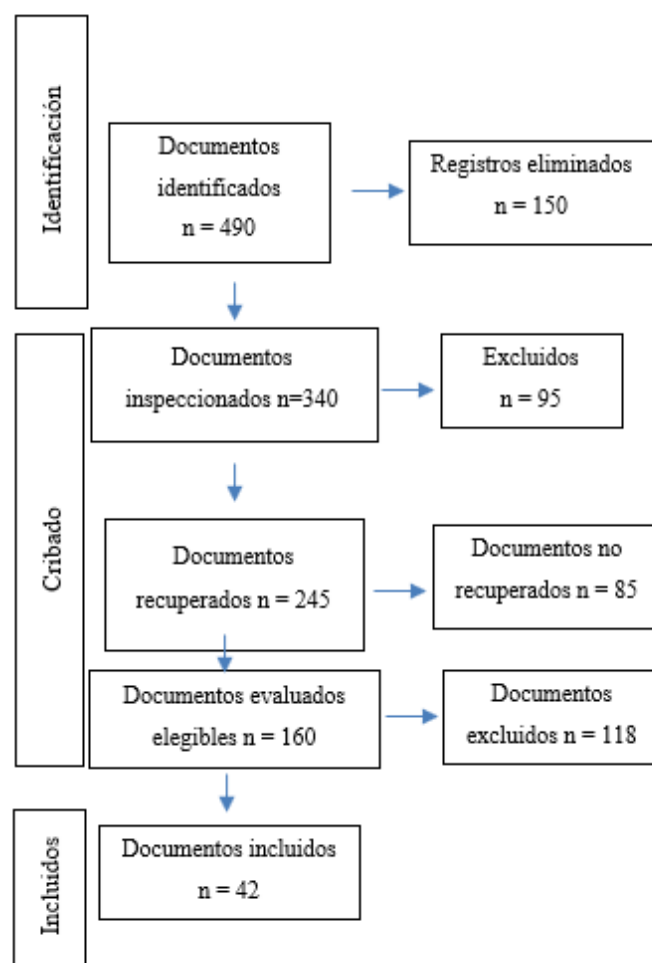 Identificación
Documentos
identificados
n = 490
Registros eliminados
n = 150
Cribado
Documentos
inspeccionados n=340
Excluidos
n = 95
Documentos
recuperados n = 245
Documentos no
recuperados n = 85
Documentos evaluados
elegibles n = 160
Documentos
excluidos n = 118
Incluidos
Documentos incluidos
n = 42